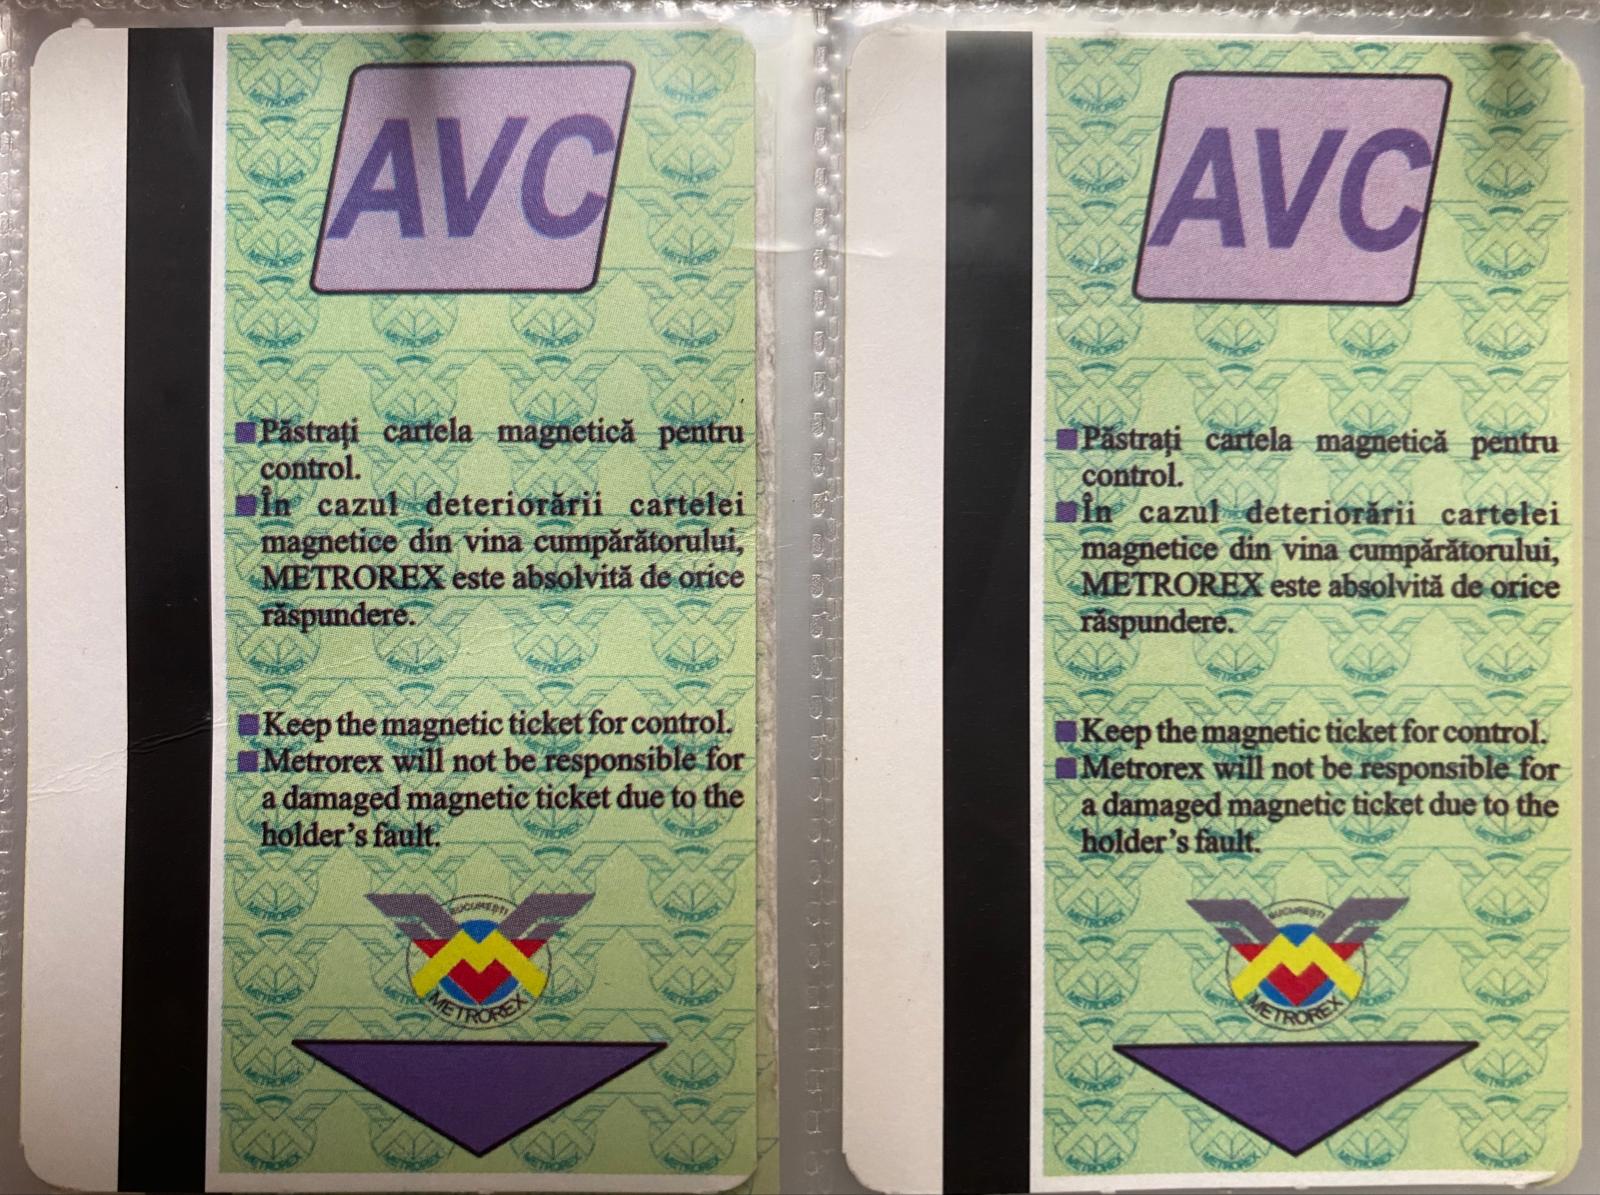 AVC
Păstrați cartela magnetică pentru
control.
În cazul deteriorării cartelei
magnetice din vina cumpărătorului,
METROREX este absolvită de orice
răspundere.
Keep the magnetic ticket for control.
Metrorex will not be responsible for
a damaged magnetic ticket due to the
holder's fault.
BUCUREȘTI
METROREX
AVC
Păstrați cartela magnetică pentru
control.
În cazul deteriorării cartelei
magnetice din vina cumpărătorului,
METROREX este absolvită de orice
răspundere.
Keep the magnetic ticket for control.
Metrorex will not be responsible for
a damaged magnetic ticket due to the
holder's fault.
BUCUREȘTI
METROREX